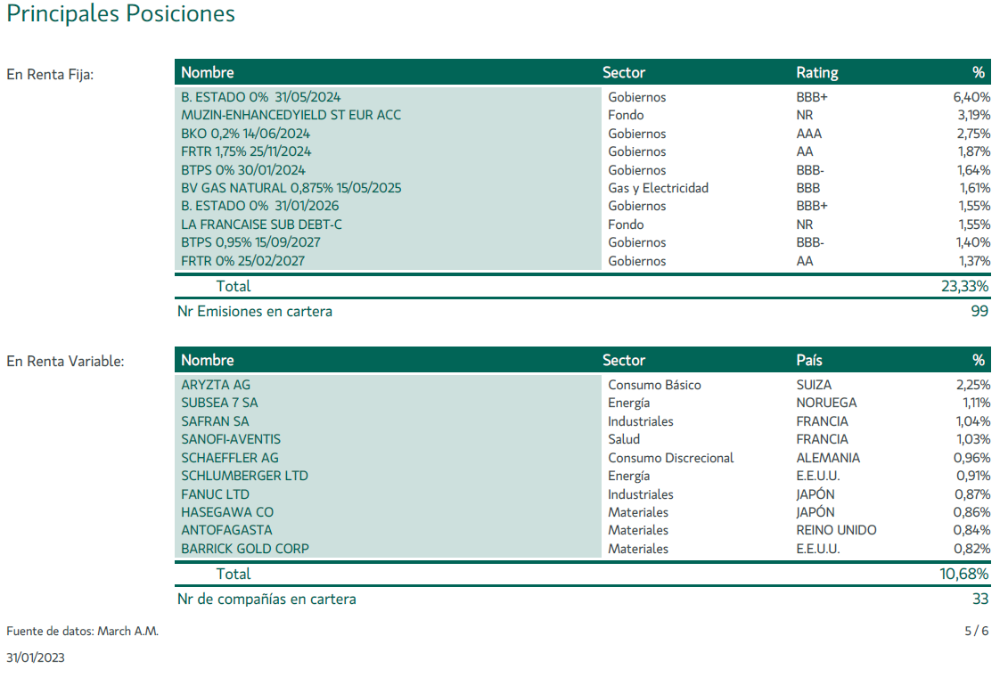 Principales Posiciones
En Renta Fija:
Nombre Sector Rating %
B. ESTADO 0% 31/05/2024 Gobiernos BBB+ 6,40%
MUZIN-ENHANCEDYIELD ST EUR ACC Fondo NR 3,19%
BKO 0,2% 14/06/2024 Gobiernos AAA 2,75%
FRTR 1,75% 25/11/2024 Gobiernos AA 1,87%
BTPS 0% 30/01/2024 Gobiernos BBB- 1,64%
BV GAS NATURAL 0,875% 15/05/2025 Gas y Electricidad BBB 1,61%
B. ESTADO 0% 31/01/2026 Gobiernos BBB+ 1,55%
LA FRANCAISE SUB DEBT-C Fondo NR 1,55%
BTPS 0,95% 15/09/2027 Gobiernos BBB- 1,40%
FRTR 0% 25/02/2027 Gobiernos AA 1,37%
Total 23,33%
Nr Emisiones en cartera 99
En Renta Variable:
Nombre Sector País %
ARYZTA AG Consumo Básico SUIZA 2,25%
SUBSEA 7 SA Energía NORUEGA 1,11%
SAFRAN SA Industriales FRANCIA 1,04%
SANOFI-AVENTIS Salud FRANCIA 1,03%
SCHAEFFLER AG Consumo Discrecional ALEMANIA 0,96%
SCHLUMBERGER LTD Energía E.E.U.U. 0,91%
FANUC LTD Industriales JAPÓN 0,87%
HASEGAWA CO Materiales JAPÓN 0,86%
ANTOFAGASTA Materiales REINO UNIDO 0,84%
BARRICK GOLD CORP Materiales E.E.U.U. 0,82%
Total 10,68%
Nr de compañías en cartera 33
Fuente de datos: March A.M. 5 / 6
31/01/2023